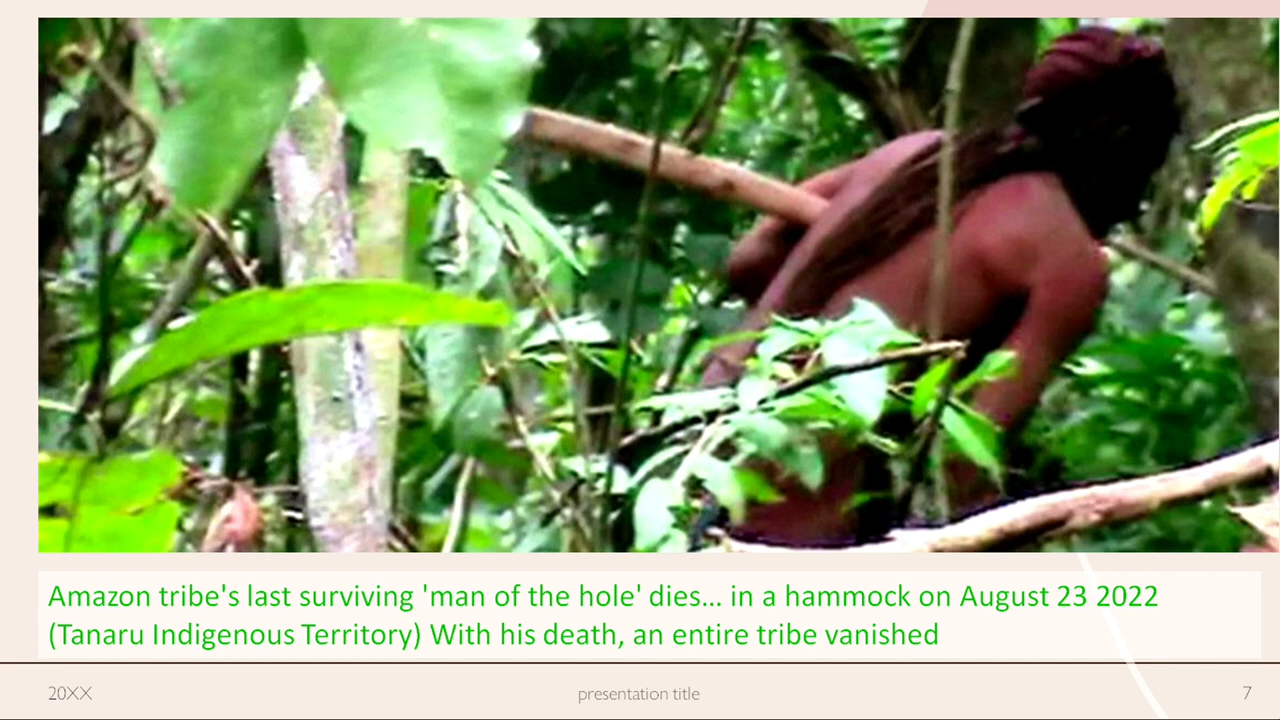 Amazon tribe's last surviving 'man of the hole' dies... in a hammock on August 23 2022
(Tanaru Indigenous Territory) With his death, an entire tribe vanished
20XX
presentation title
7